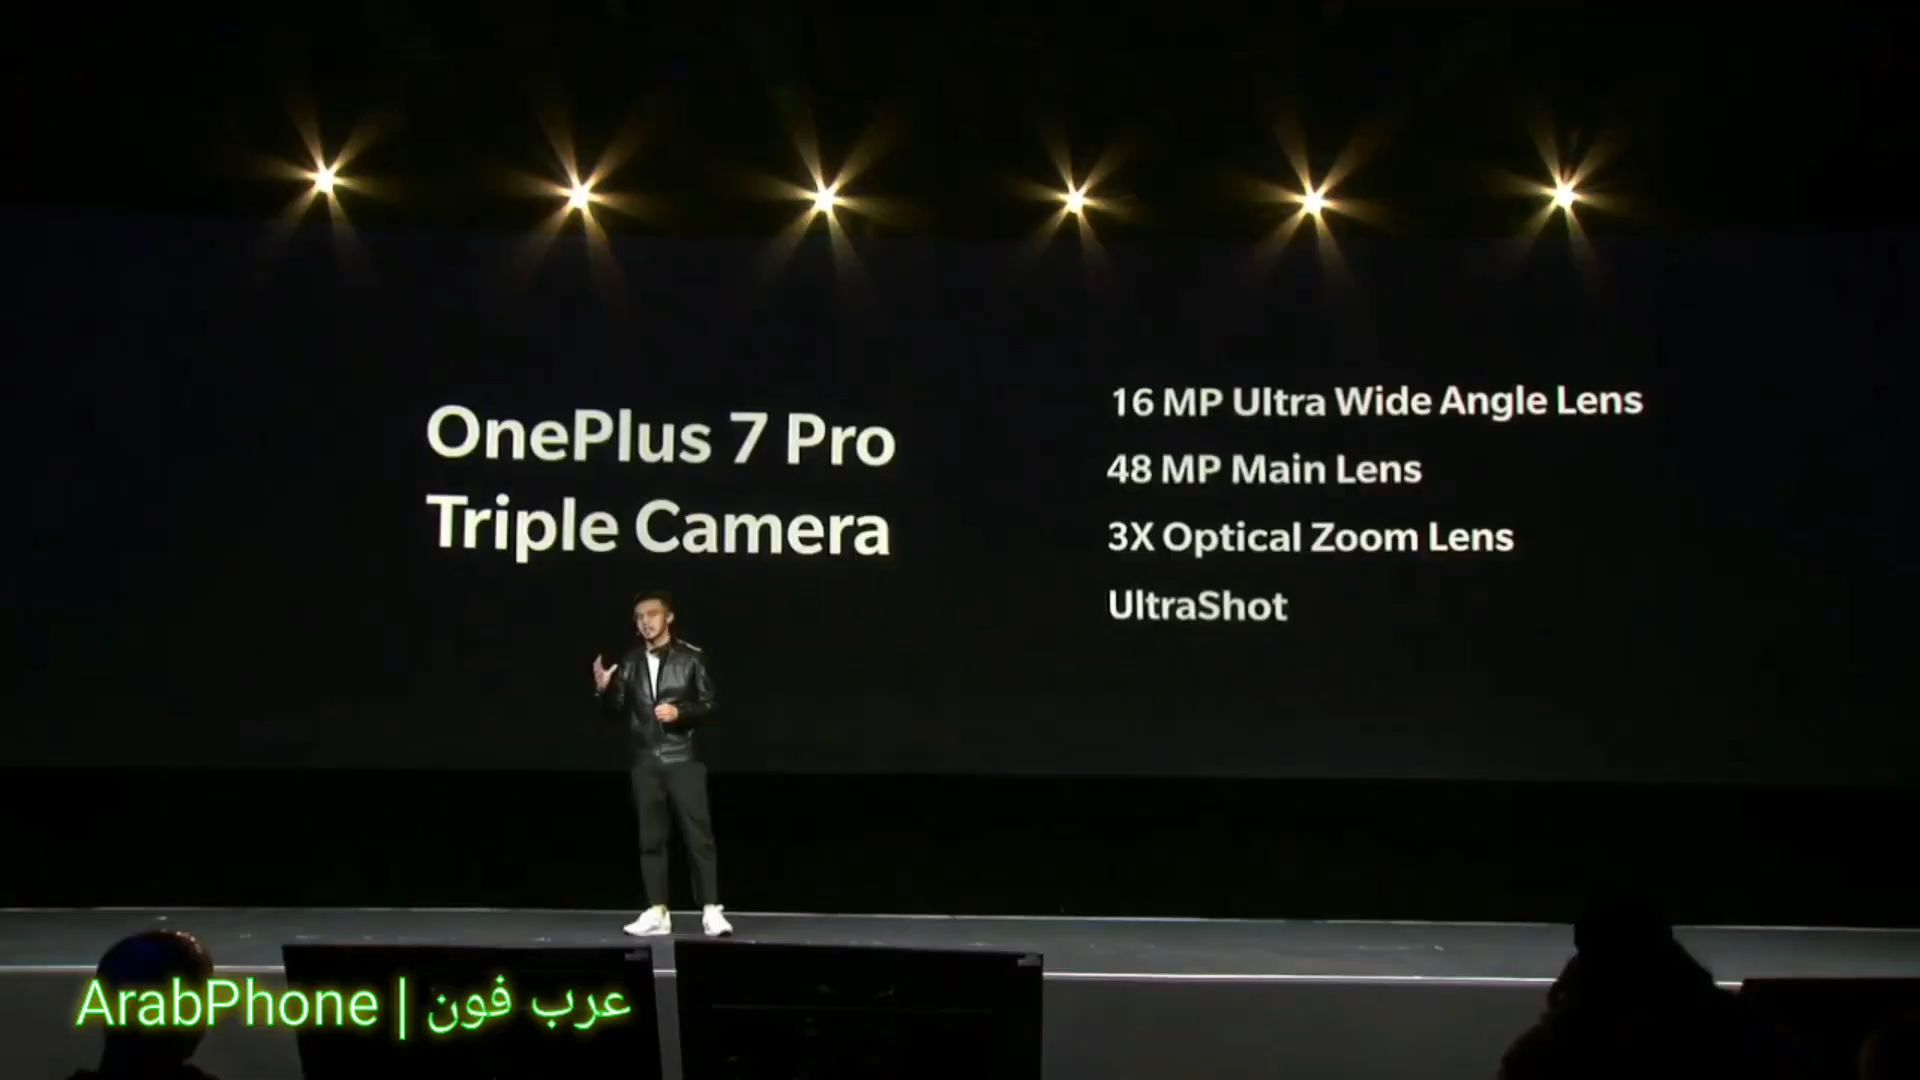 OnePlus 7 Pro
Triple Camera
16 MP Ultra Wide Angle Lens
48 MP Main Lens
3X Optical Zoom Lens
UltraShot
ArabPhone | عرب فون